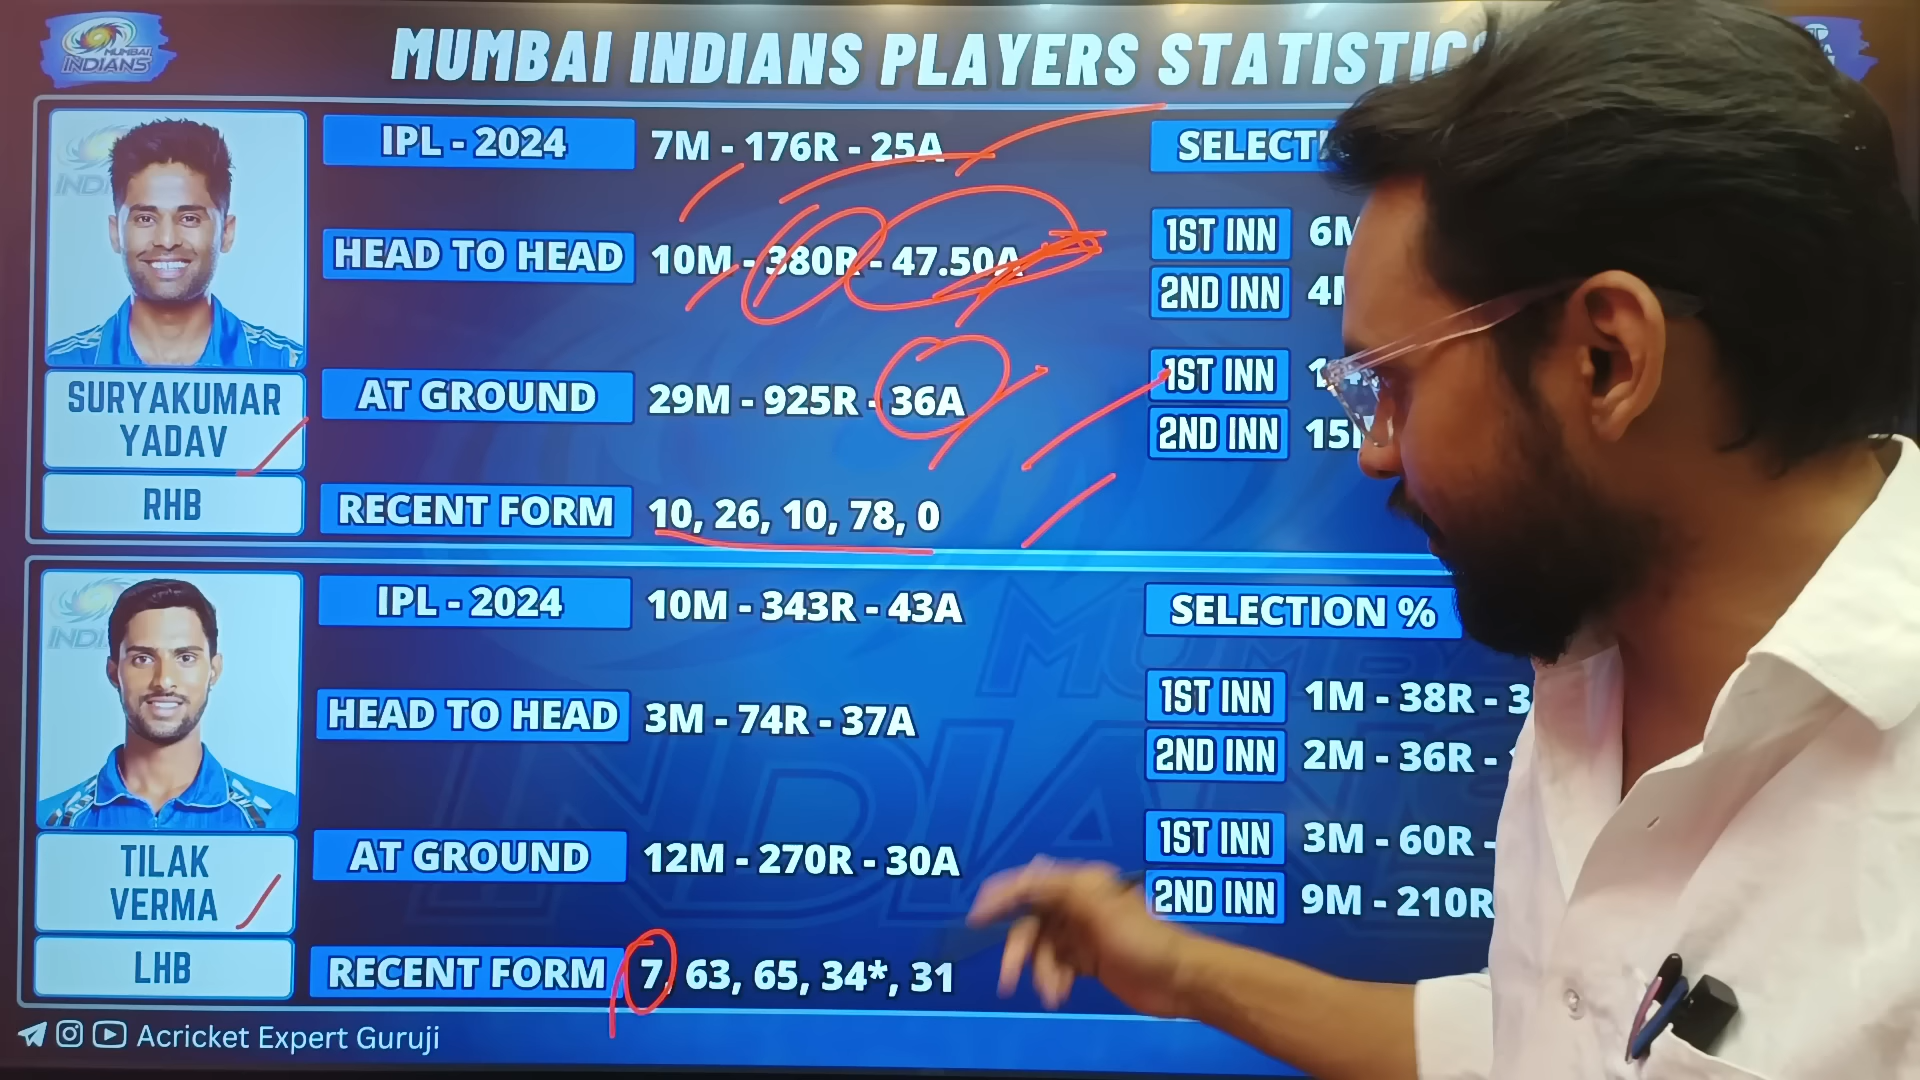 MUMBAI INDIANS
MUMBAI INDIANS PLAYERS STATISTIC
IPL - 2024 7M - 176R - 25A
HEAD TO HEAD 10M - 380R - 47.50A
1ST INN
2ND INN
AT GROUND 29M - 925R - 36A
1ST INN
2ND INN
SURYAKUMAR
YADAV
RHB
RECENT FORM 10, 26, 10, 78, 0
IPL - 2024 10M - 343R - 43A
SELECTION %
HEAD TO HEAD 3M - 74R - 37A
1ST INN 1M - 38R -
2ND INN 2M - 36R -
AT GROUND 12M - 270R - 30A
1ST INN 3M - 60R -
2ND INN 9M - 210R
TILAK
VERMA
LHB
RECENT FORM 7, 63, 65, 34*, 31
Acricket Expert Guruji